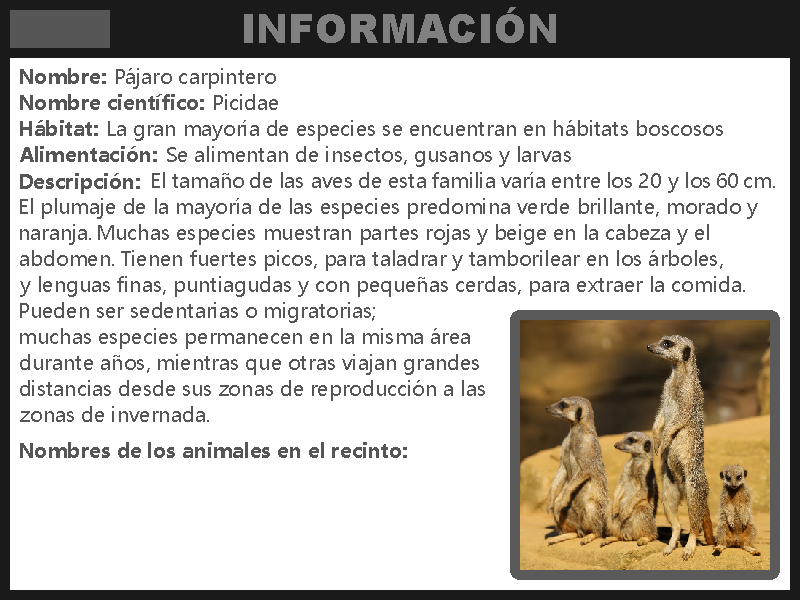 INFORMACIÓN
Nombre: Pájaro carpintero
Nombre científico: Picidae
Hábitat: La gran mayoría de especies se encuentran en hábitats boscosos
Alimentación: Se alimentan de insectos, gusanos y larvas
Descripción: El tamaño de las aves de esta familia varía entre los 20 y los 60 cm.
El plumaje de la mayoría de las especies predomina verde brillante, morado y
naranja. Muchas especies muestran partes rojas y beige en la cabeza y el
abdomen. Tienen fuertes picos, para taladrar y tamborilear en los árboles,
y lenguas finas, puntiagudas y con pequeñas cerdas, para extraer la comida.
Pueden ser sedentarias o migratorias;
muchas especies permanecen en la misma área
durante años, mientras que otras viajan grandes
distancias desde sus zonas de reproducción a las
zonas de invernada.
Nombres de los animales en el recinto: